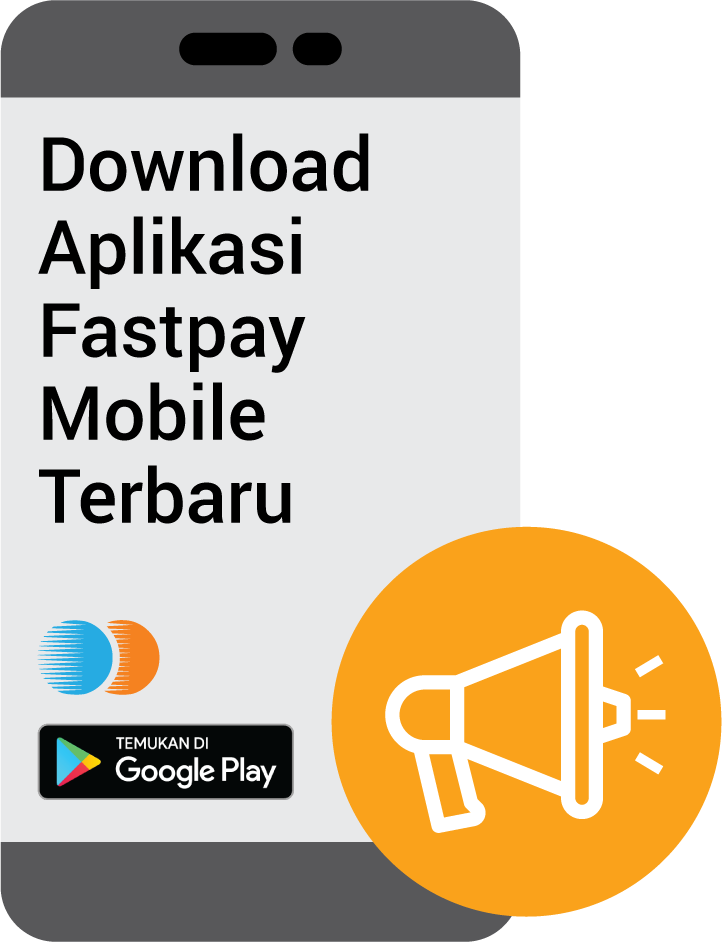 Download
Aplikasi
Fastpay
Mobile
Terbaru
TEMUKAN DI
Google Play